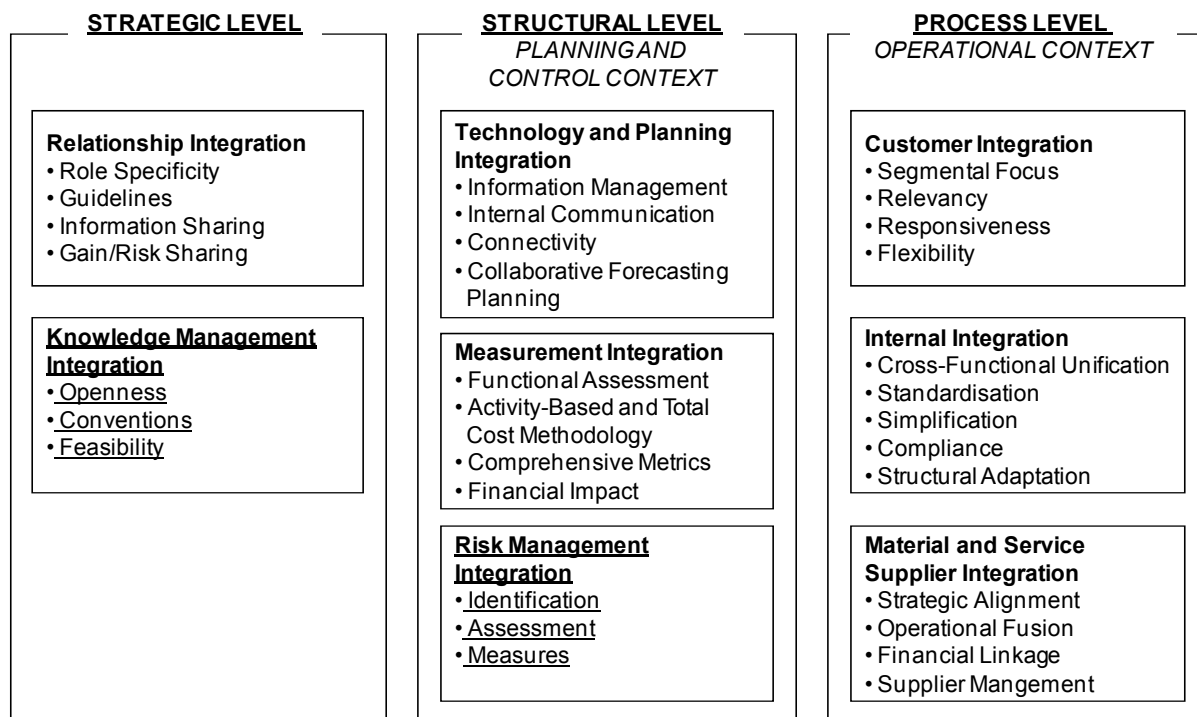 STRATEGIC LEVEL
Relationship Integration
• Role Specificity
• Guidelines
• Information Sharing
• Gain/Risk Sharing
Knowledge Management
Integration
• Openness
• Conventions
• Feasibility
STRUCTURAL LEVEL
PLANNING AND
CONTROL CONTEXT
Technology and Planning
Integration
• Information Management
• Internal Communication
• Connectivity
• Collaborative Forecasting
Planning
Measurement Integration
• Functional Assessment
• Activity-Based and Total
Cost Methodology
• Comprehensive Metrics
• Financial Impact
Risk Management
Integration
• Identification
• Assessment
• Measures
PROCESS LEVEL
OPERATIONAL CONTEXT
Customer Integration
• Segmental Focus
• Relevancy
• Responsiveness
• Flexibility
Internal Integration
• Cross-Functional Unification
• Standardisation
• Simplification
• Compliance
• Structural Adaptation
Material and Service
Supplier Integration
• Strategic Alignment
• Operational Fusion
• Financial Linkage
• Supplier Mangement